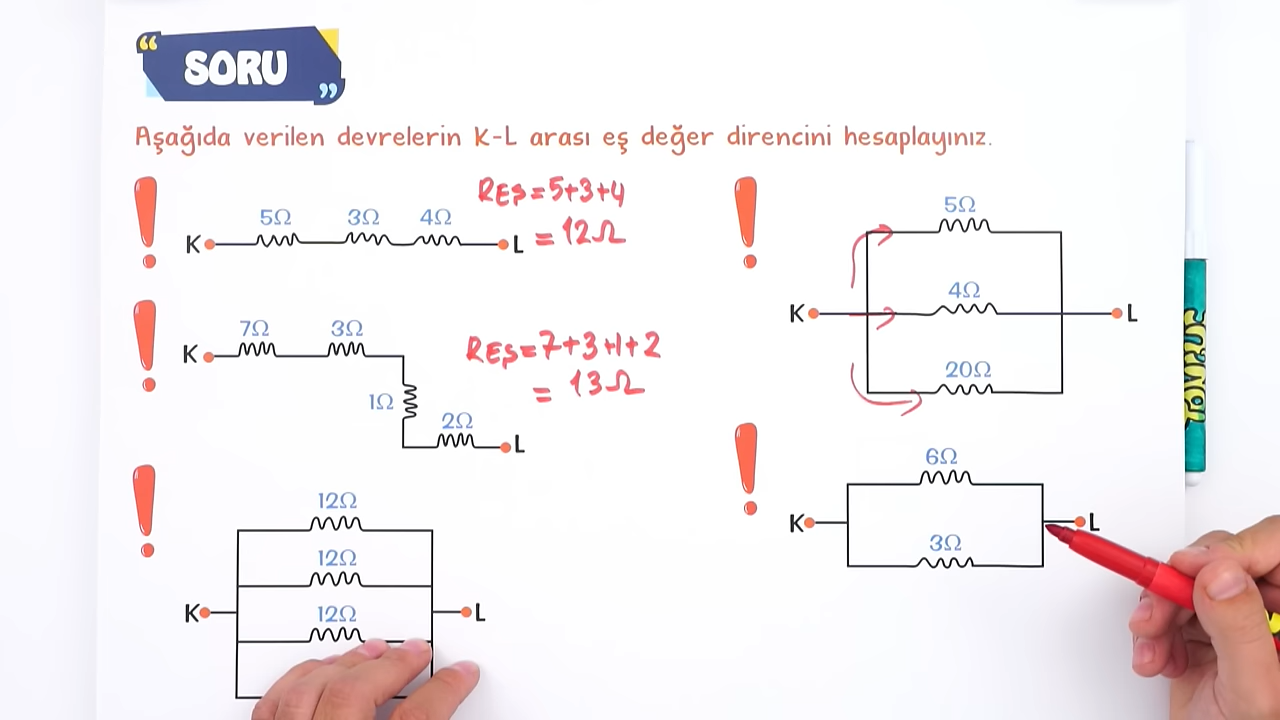 “
SORU
”
Aşağıda verilen devrelerin K-L arası eş değer direncini hesaplayınız.
5Ω 3Ω 4Ω
K L
REŞ=5+3+4
= 12Ω
7Ω 3Ω
K
1Ω
2Ω
L
REŞ=7+3+1+2
= 13Ω
12Ω
12Ω
12Ω
K L
5Ω
4Ω
K L
20Ω
6Ω
K L
3Ω